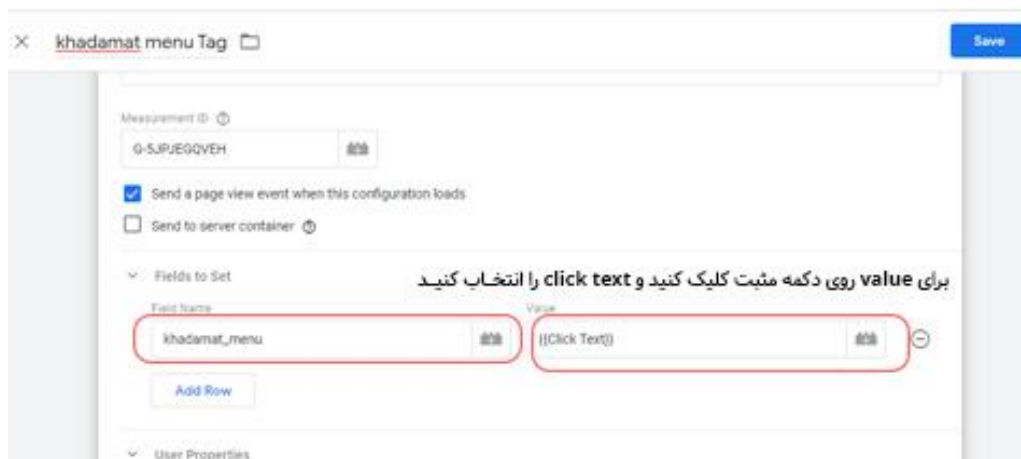 khadamat menu Tag
Save
Measurement ID
G-5JPJEGQVEH
Send a page view event when this configuration loads
Send to server container
Fields to Set
برای value روی دکمه مثبت کلیک کنید و click text را انتخاب کنید
Field Name
Value
khadamat_menu
{{Click Text}}
Add Row
User Properties